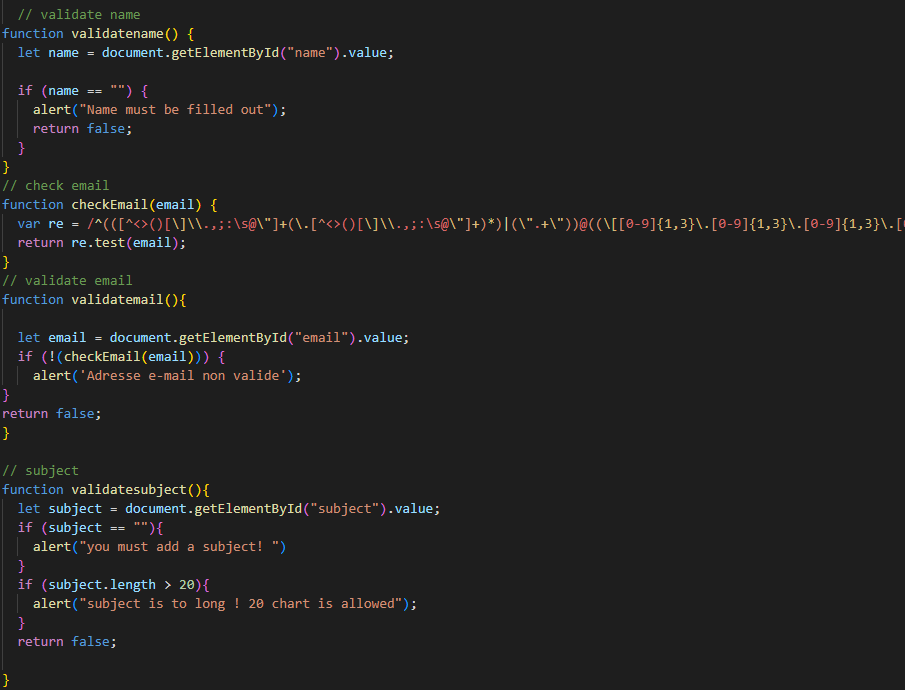 // validate name
function validatename() {
let name = document.getElementById("name").value;
if (name == "") {
alert("Name must be filled out");
return false;
}
}
// check email
function checkEmail(email) {
var re = /^(([^<>()[\]\\.,;:\s@\"]+(\.[^<>()[\]\\.,;:\s@\"]+)*)|(\".+\"))@((\[[0-9]{1,3}\.[0-9]{1,3}\.[0-9]{1,3}\.[
return re.test(email);
}
// validate email
function validatemail(){
let email = document.getElementById("email").value;
if (!(checkEmail(email))) {
alert('Adresse e-mail non valide');
}
return false;
}
// subject
function validatesubject(){
let subject = document.getElementById("subject").value;
if (subject == ""){
alert("you must add a subject! ")
}
if (subject.length > 20){
alert("subject is to long ! 20 chart is allowed");
}
return false;
}